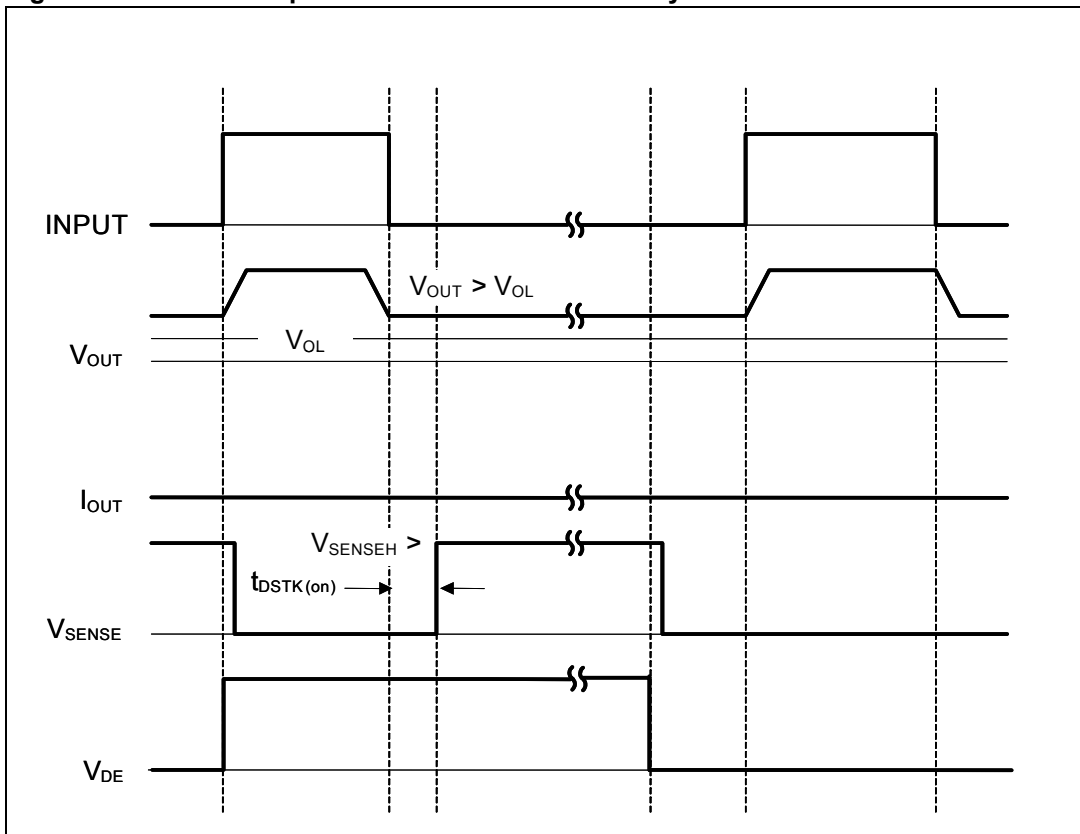 INPUT
VOUT > VOL
VOL
VOUT
IOUT
VSENSEH >
tDSTK(on)
VSENSE
VDE